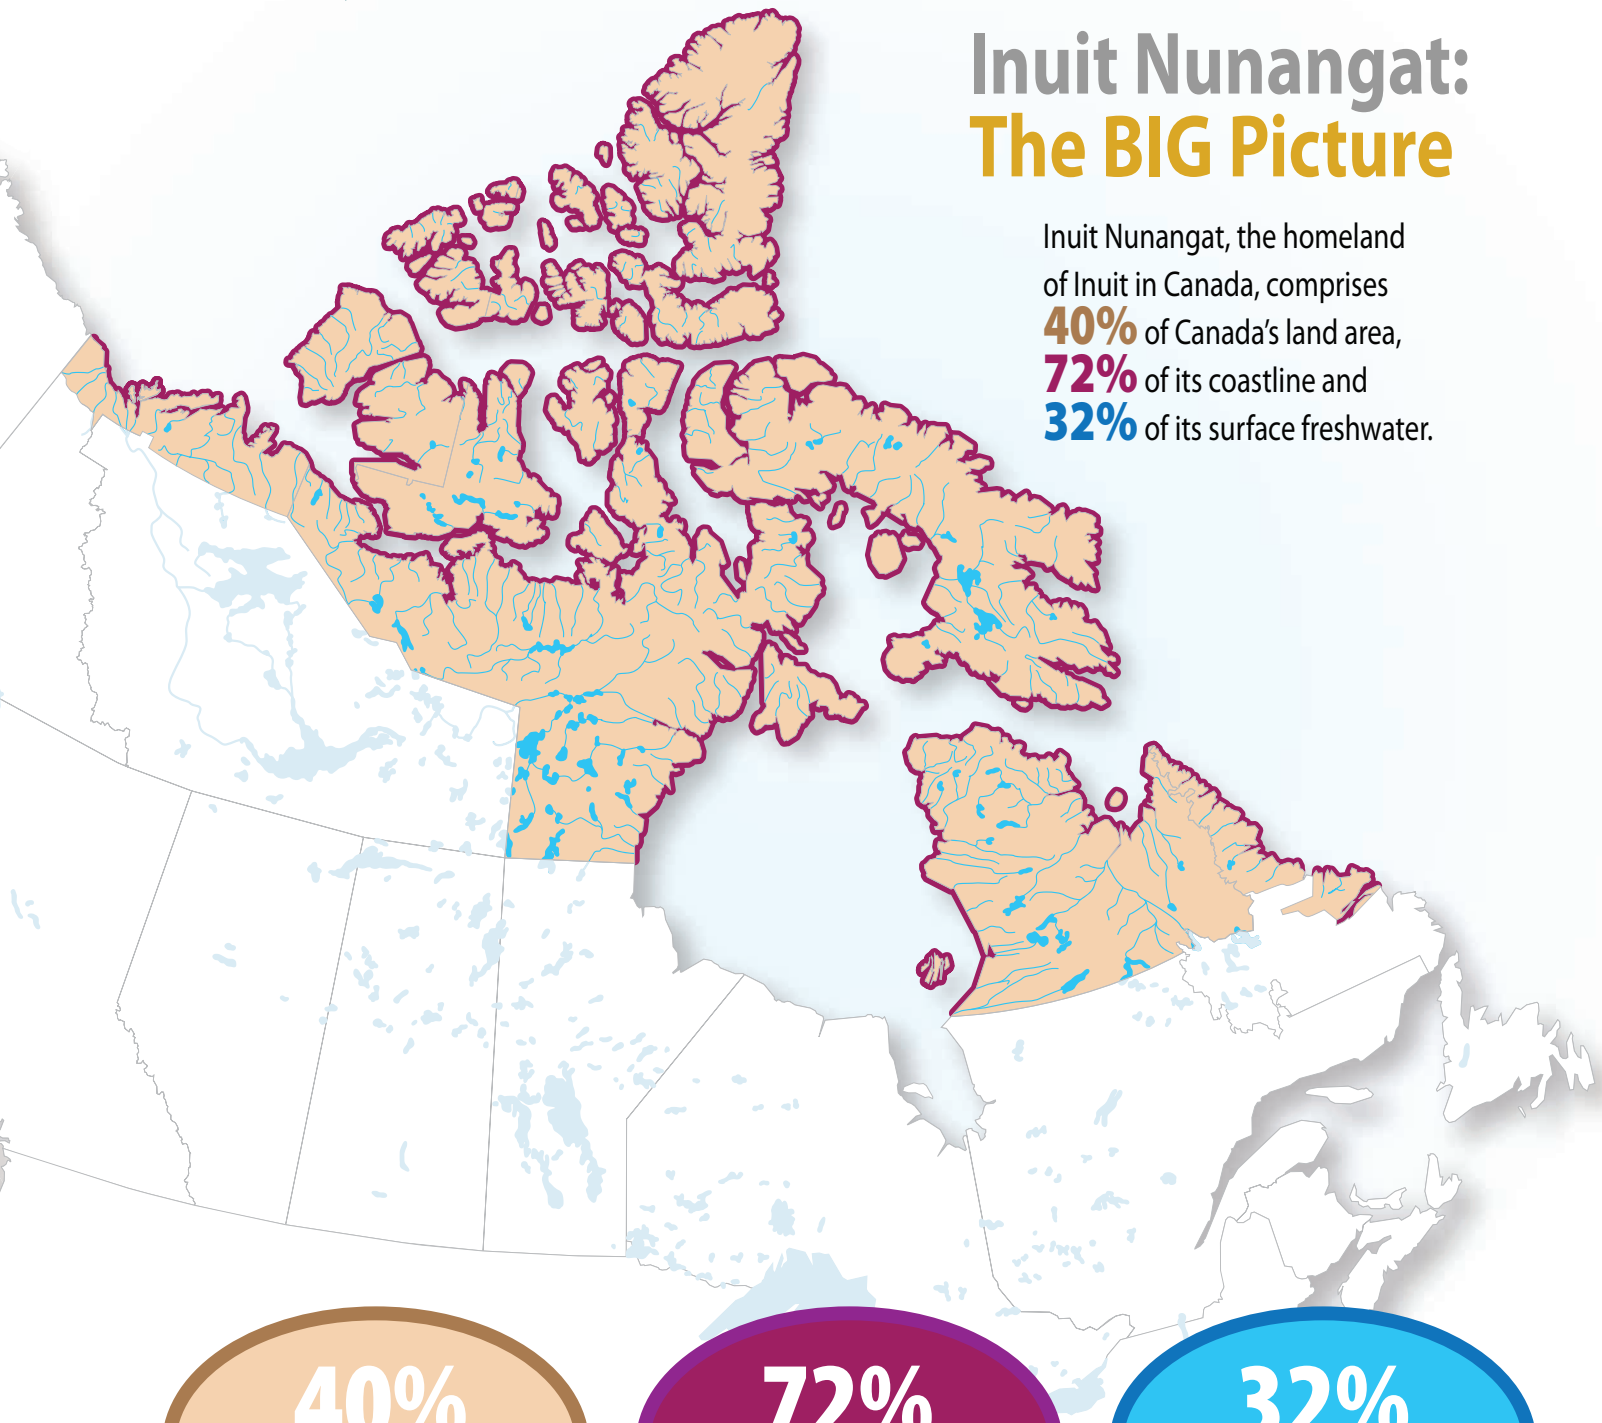 Inuit Nunangat:
The BIG Picture
Inuit Nunangat, the homeland
of Inuit in Canada, comprises
40% of Canada’s land area,
72% of its coastline and
32% of its surface freshwater.
40%
72%
32%